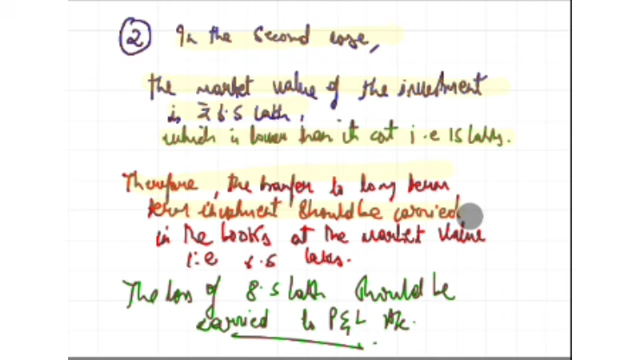 2 In the second case,
the market value of the investment
is ₹ 6.5 lakh,
which is lower than it cost i.e 15 lakhs.
Therefore, the transfer to long term
term investment should be carried
in the books at the market value
i.e 6.5 lakhs.
The loss of 8.5 lakh should be
carried to P&L A/c.